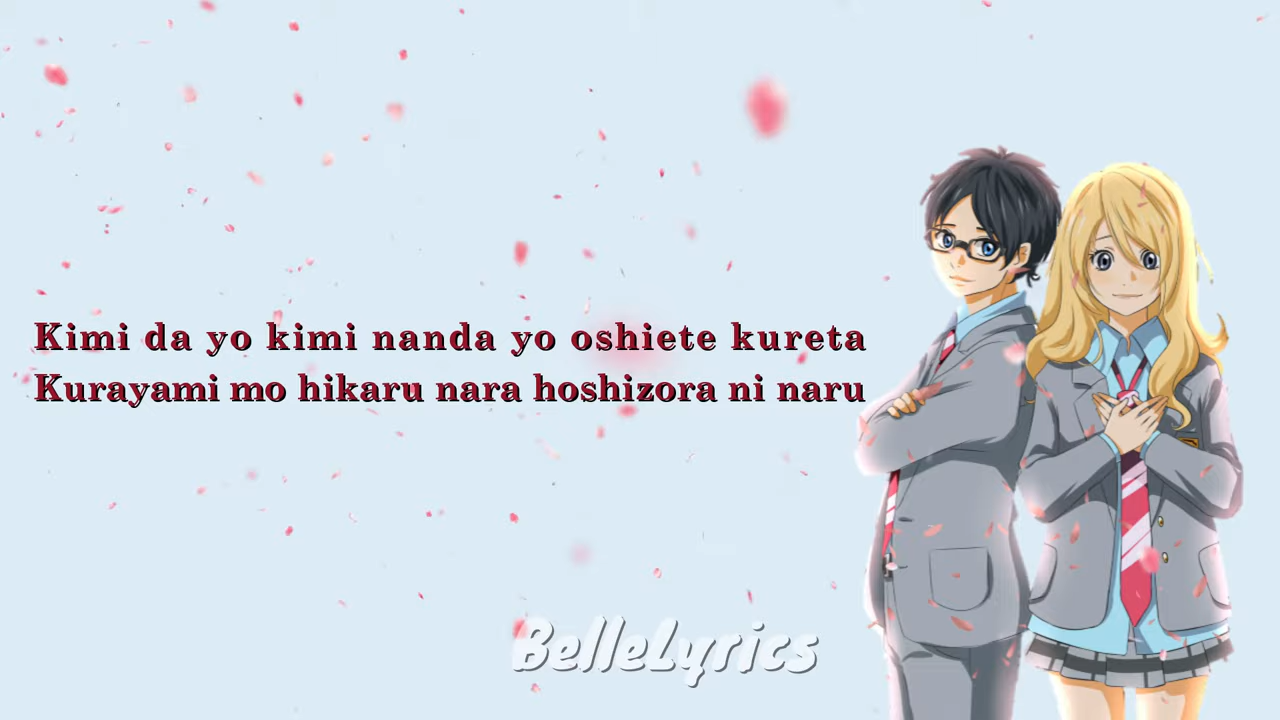 Kimi da yo kimi nanda yo oshiete kureta
Kurayami mo hikaru nara hoshizora ni naru
BelleLyrics